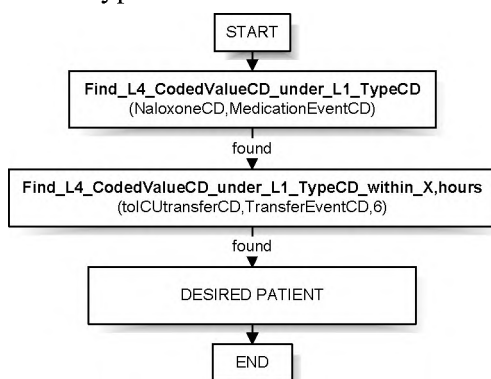 START
Find_L4_CodedValueCD_under_L1_TypeCD
(NaloxoneCD,MedicationEventCD)
found
Find_L4_CodedValueCD_under_L1_TypeCD_within_X,hours
(toICUtransferCD,TransferEventCD,6)
found
DESIRED PATIENT
END